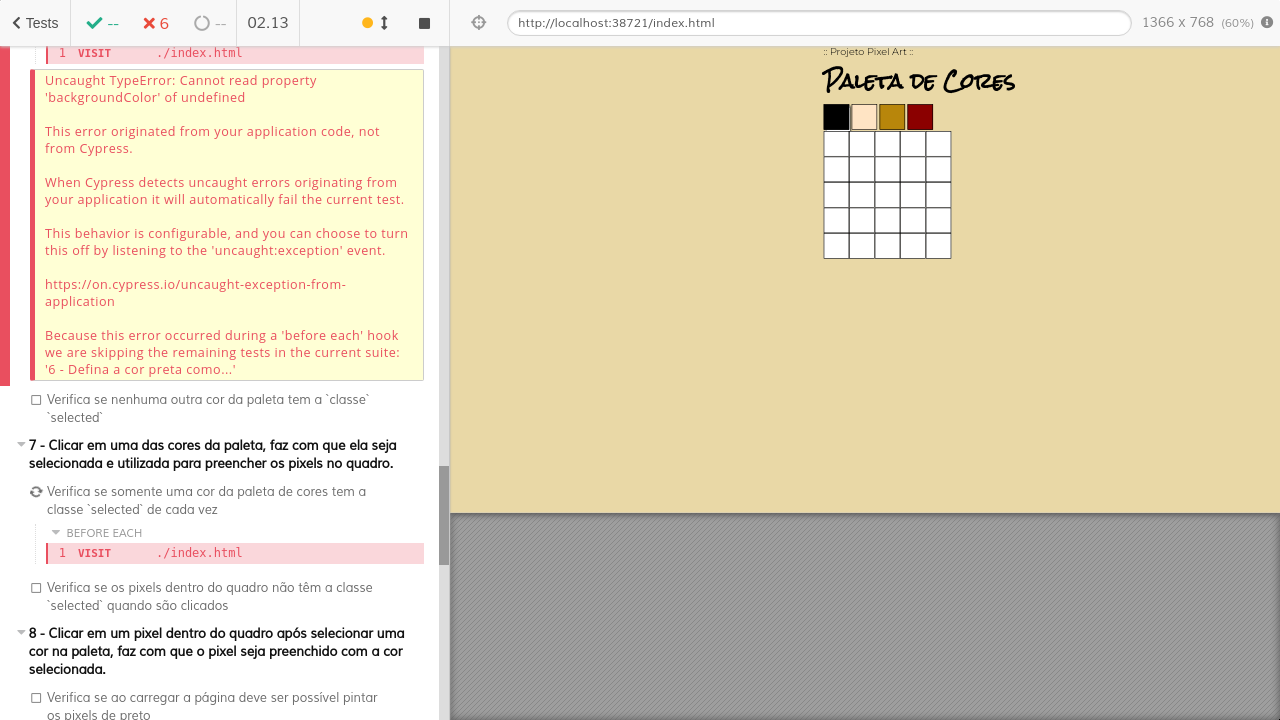 Tests
--
6
--
02.13
http://localhost:38721/index.html
1366 x 768 (60%)
1 VISIT ./index.html
Uncaught TypeError: Cannot read property
'backgroundColor' of undefined
This error originated from your application code, not
from Cypress.
When Cypress detects uncaught errors originating from
your application it will automatically fail the current test.
This behavior is configurable, and you can choose to turn
this off by listening to the 'uncaught:exception' event.
https://on.cypress.io/uncaught-exception-from-
application
Because this error occurred during a 'before each' hook
we are skipping the remaining tests in the current suite:
'6 - Defina a cor preta como...'
Verifica se nenhuma outra cor da paleta tem a `classe`
`selected`
7 - Clicar em uma das cores da paleta, faz com que ela seja
selecionada e utilizada para preencher os pixels no quadro.
Verifica se somente uma cor da paleta de cores tem a
classe `selected` de cada vez
BEFORE EACH
1 VISIT ./index.html
Verifica se os pixels dentro do quadro não têm a classe
`selected` quando são clicados
8 - Clicar em um pixel dentro do quadro após selecionar uma
cor na paleta, faz com que o pixel seja preenchido com a cor
selecionada.
Verifica se ao carregar a página deve ser possível pintar
os pixels de preto
:: Projeto Pixel Art ::
Paleta de Cores